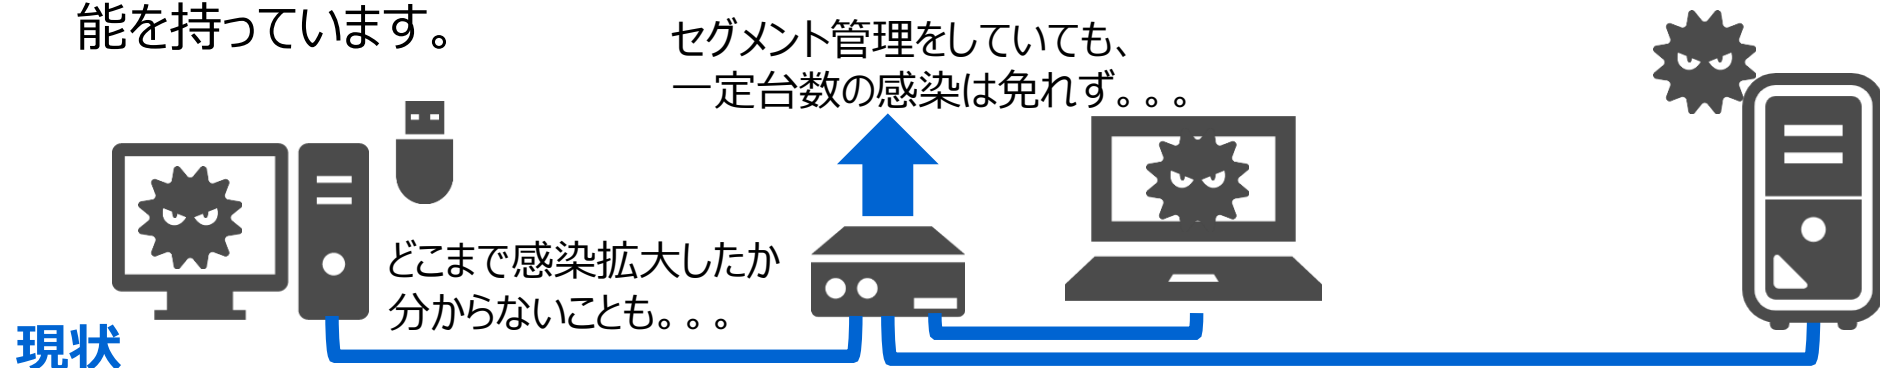 能を持っています。
セグメント管理をしていても、
一定台数の感染は免れず。。。
どこまで感染拡大したか
分からないことも。。。
現状